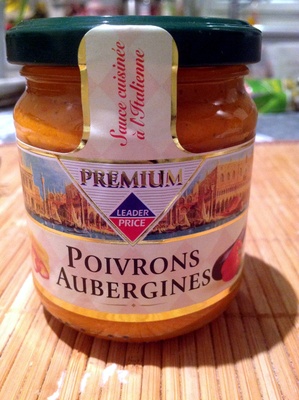 Sauce cuisinée
à l'Italienne
PREMIUM
LEADER
PRICE
POIVRONS
AUBERGINES